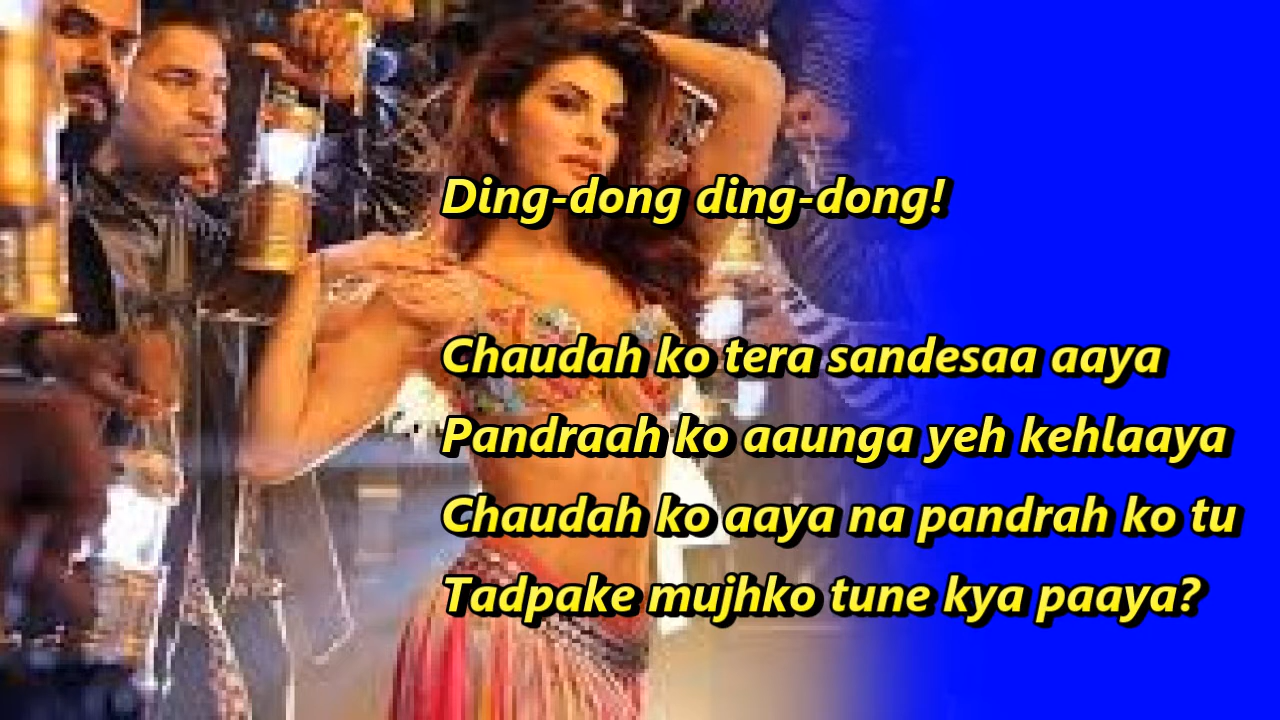 Ding-dong ding-dong!
Chaudah ko tera sandesaa aaya
Pandraah ko aaunga yeh kehlaaya
Chaudah ko aaya na pandrah ko tu
Tadpake mujhko tune kya paaya?